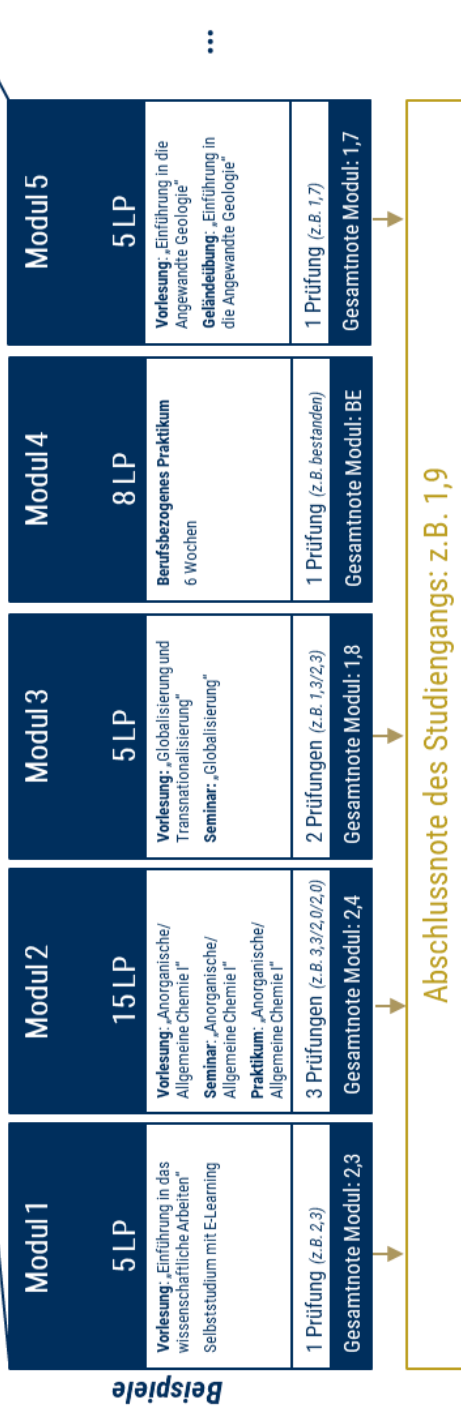 Beispiele
Modul 1
5 LP
Vorlesung: „Einführung in das
wissenschaftliche Arbeiten“
Selbststudium mit E-Learning
1 Prüfung (z.B. 2,3)
Gesamtnote Modul: 2,3
Modul 2
15 LP
Vorlesung: „Anorganische/
Allgemeine Chemie I“
Seminar: „Anorganische/
Allgemeine Chemie I“
Praktikum: „Anorganische/
Allgemeine Chemie I“
3 Prüfungen (z.B. 3,3/2,0/2,0)
Gesamtnote Modul: 2,4
Modul 3
5 LP
Vorlesung: „Globalisierung und
Transnationalisierung“
Seminar: „Globalisierung“
2 Prüfungen (z.B. 1,3/2,3)
Gesamtnote Modul: 1,8
Modul 4
8 LP
Berufsbezogenes Praktikum
6 Wochen
1 Prüfung (z.B. bestanden)
Gesamtnote Modul: BE
Modul 5
5 LP
Vorlesung: „Einführung in die
Angewandte Geologie“
Geländeübung: „Einführung in
die Angewandte Geologie“
1 Prüfung (z.B. 1,7)
Gesamtnote Modul: 1,7
...
Abschlussnote des Studiengangs: z.B. 1,9